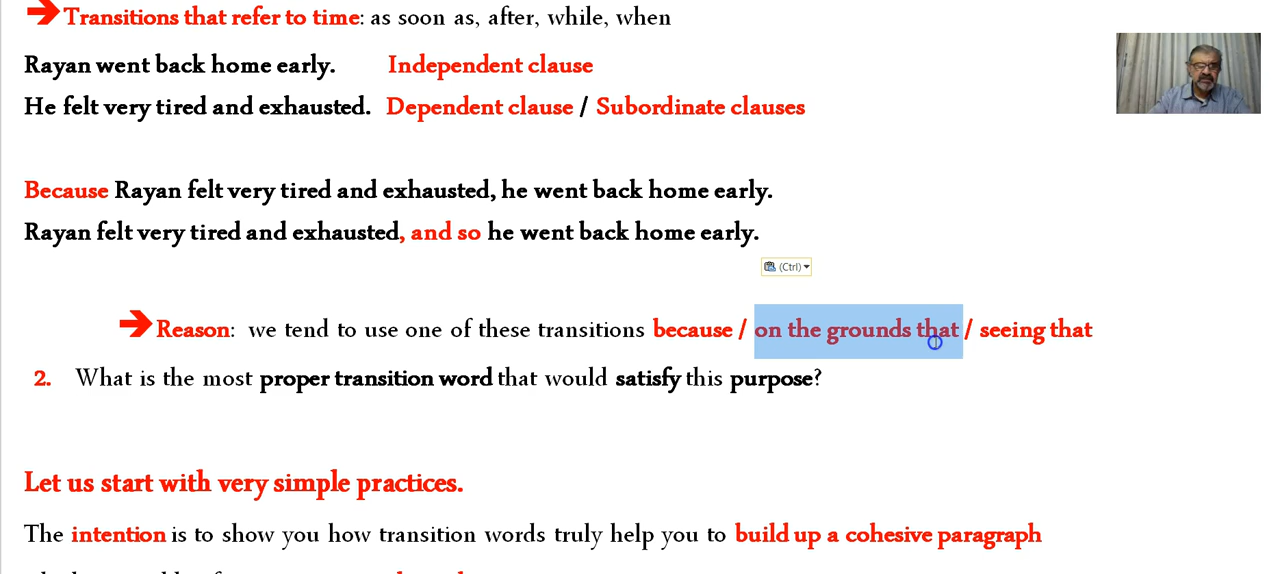 ➔Transitions that refer to time: as soon as, after, while, when
Rayan went back home early. Independent clause
He felt very tired and exhausted. Dependent clause / Subordinate clauses
Because Rayan felt very tired and exhausted, he went back home early.
Rayan felt very tired and exhausted, and so he went back home early.
(Ctrl)
➔Reason: we tend to use one of these transitions because / on the grounds that / seeing that
2. What is the most proper transition word that would satisfy this purpose?
Let us start with very simple practices.
The intention is to show you how transition words truly help you to build up a cohesive paragraph